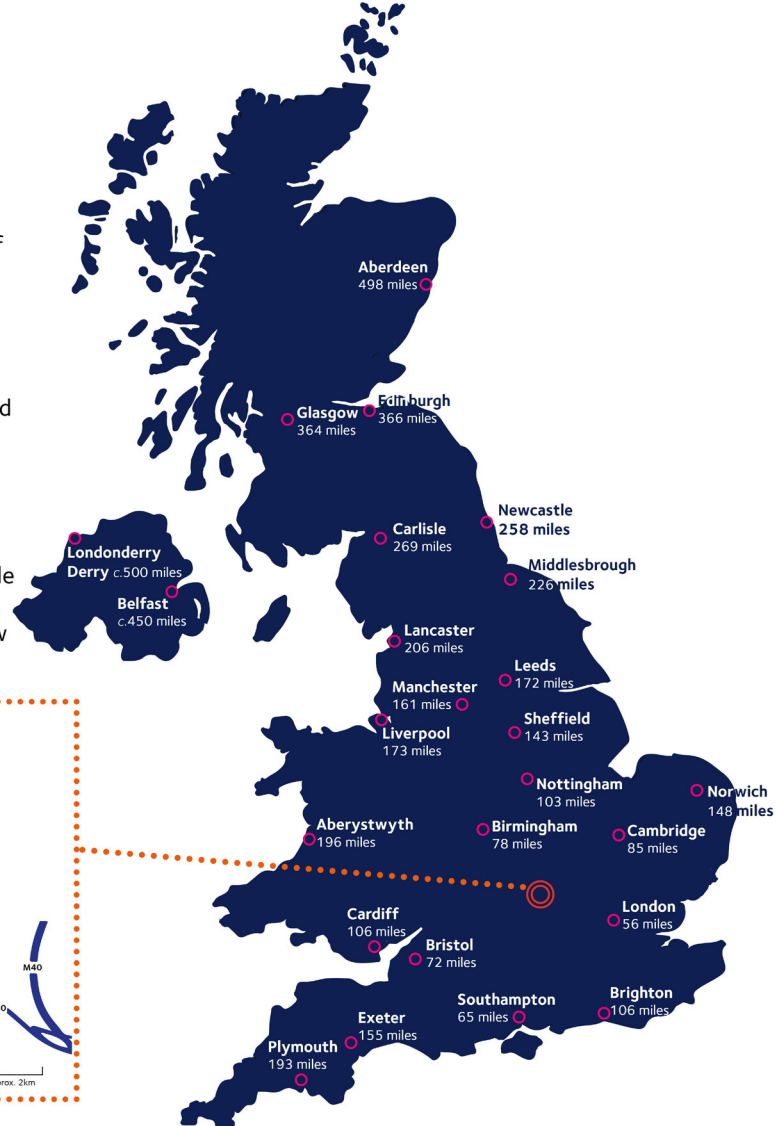 Aberdeen
498 miles
Edinburgh
366 miles
Glasgow
364 miles
Newcastle
258 miles
Carlisle
269 miles
Londonderry
Derry c.500 miles
Middlesbrough
226 miles
Belfast
c.450 miles
Lancaster
206 miles
Leeds
172 miles
Manchester
161 miles
Sheffield
143 miles
Liverpool
173 miles
Nottingham
103 miles
Norwich
148 miles
Aberystwyth
196 miles
Birmingham
78 miles
Cambridge
85 miles
London
56 miles
Cardiff
106 miles
Bristol
72 miles
M40
Southampton
65 miles
Brighton
106 miles
Exeter
155 miles
Plymouth
193 miles
2km